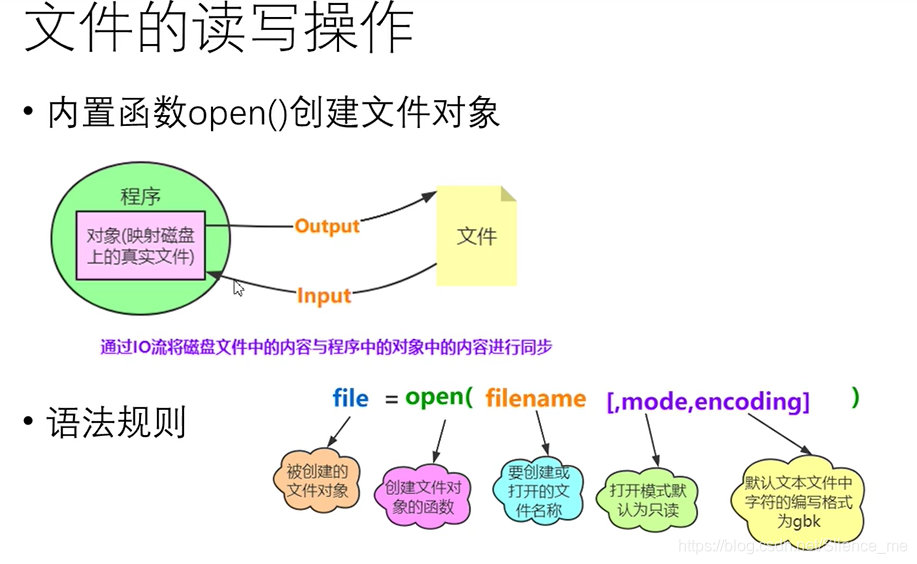 文件的读写操作
• 内置函数open()创建文件对象
程序
对象(映射磁盘
上的真实文件)
Output
文件
Input
通过IO流将磁盘文件中的内容与程序中的对象中的内容进行同步
• 语法规则
file = open( filename [,mode,encoding] )
被创建的
文件对象
创建文件对
象的函数
要创建或
打开的文
件名称
打开模式默
认为只读
默认文本文件中
字符的编写格式
为gbk
https://blog.csdn.net/Silence_me